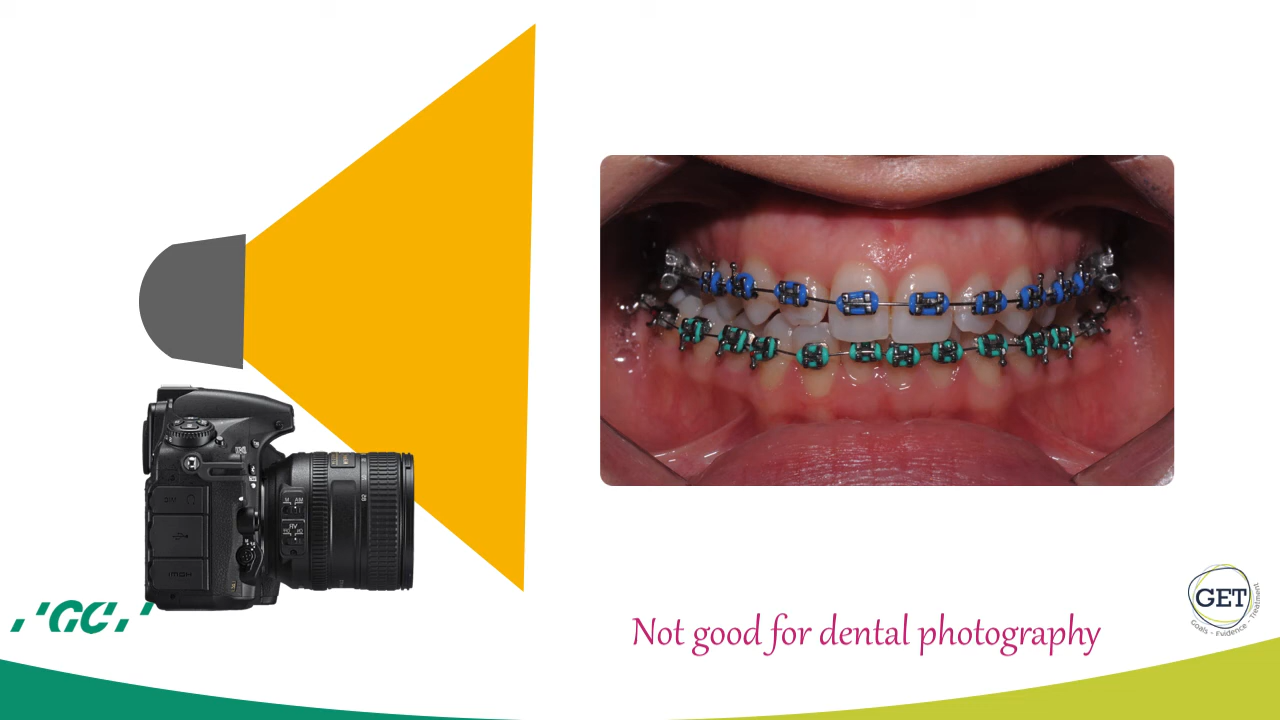 GC
GET
Goals - Evidence - Treatment
Not good for dental photography